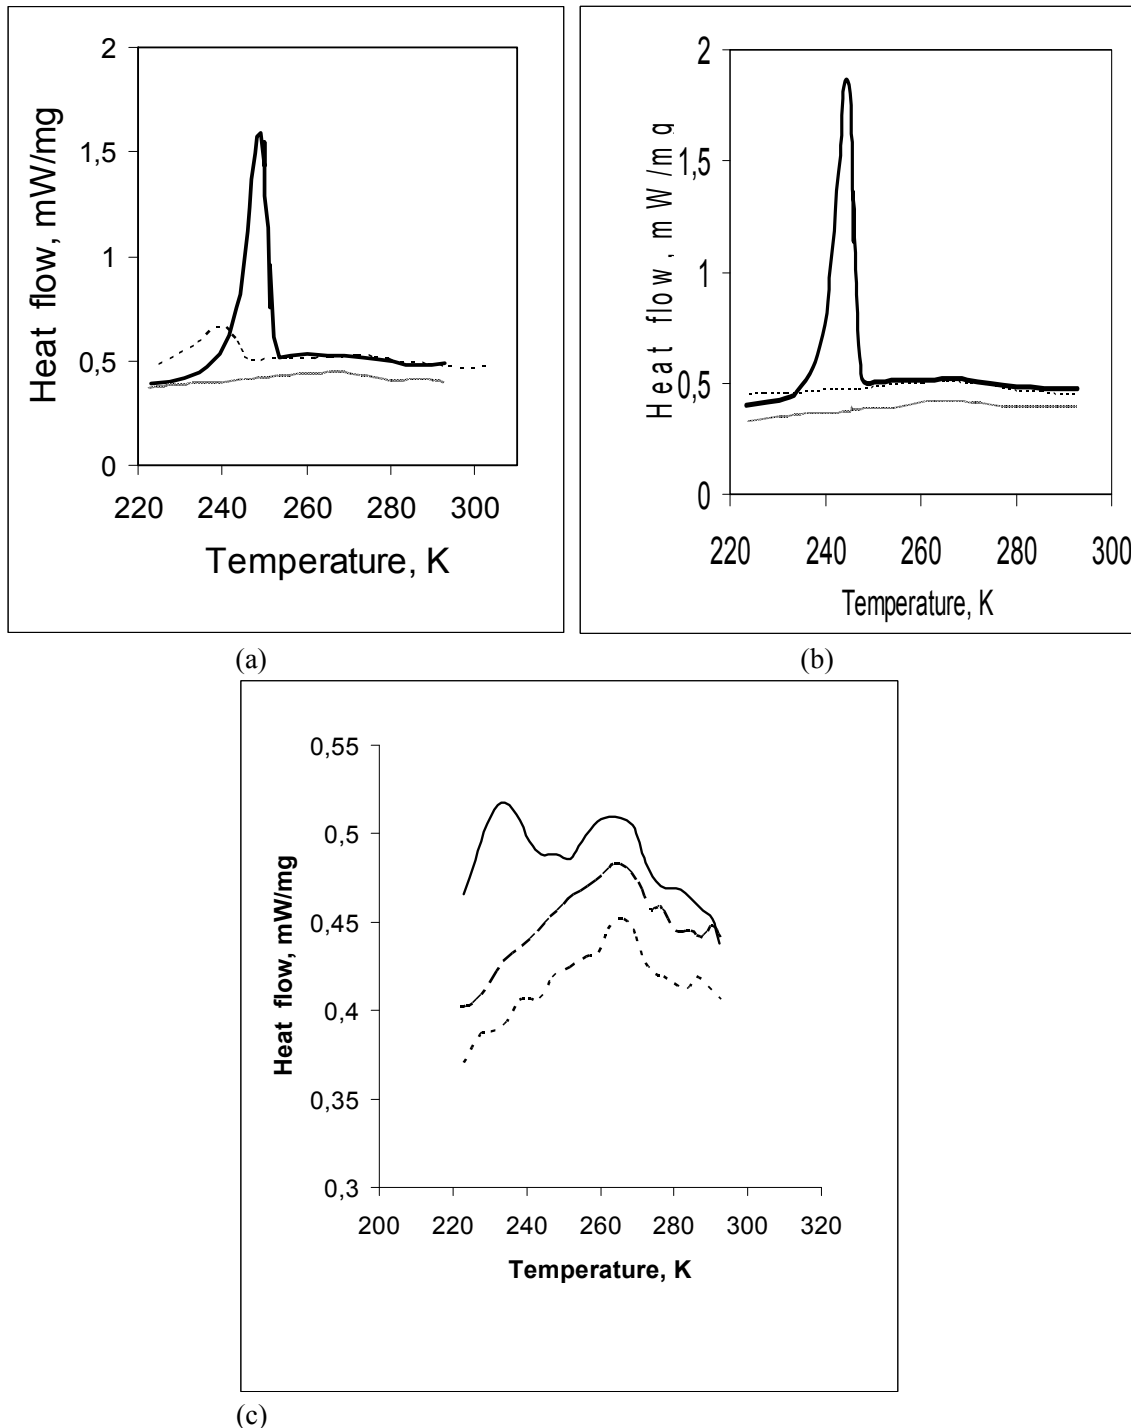 2
1,5
1
0,5
0
220 240 260 280 300
Heat flow, mW/mg
Temperature, K
(a)
2
1,5
1
0,5
0
220 240 260 280 300
Heat flow, mW/mg
Temperature, K
(b)
0,55
0,5
0,45
0,4
0,35
0,3
200 220 240 260 280 300 320
Heat flow, mW/mg
Temperature, K
(c)